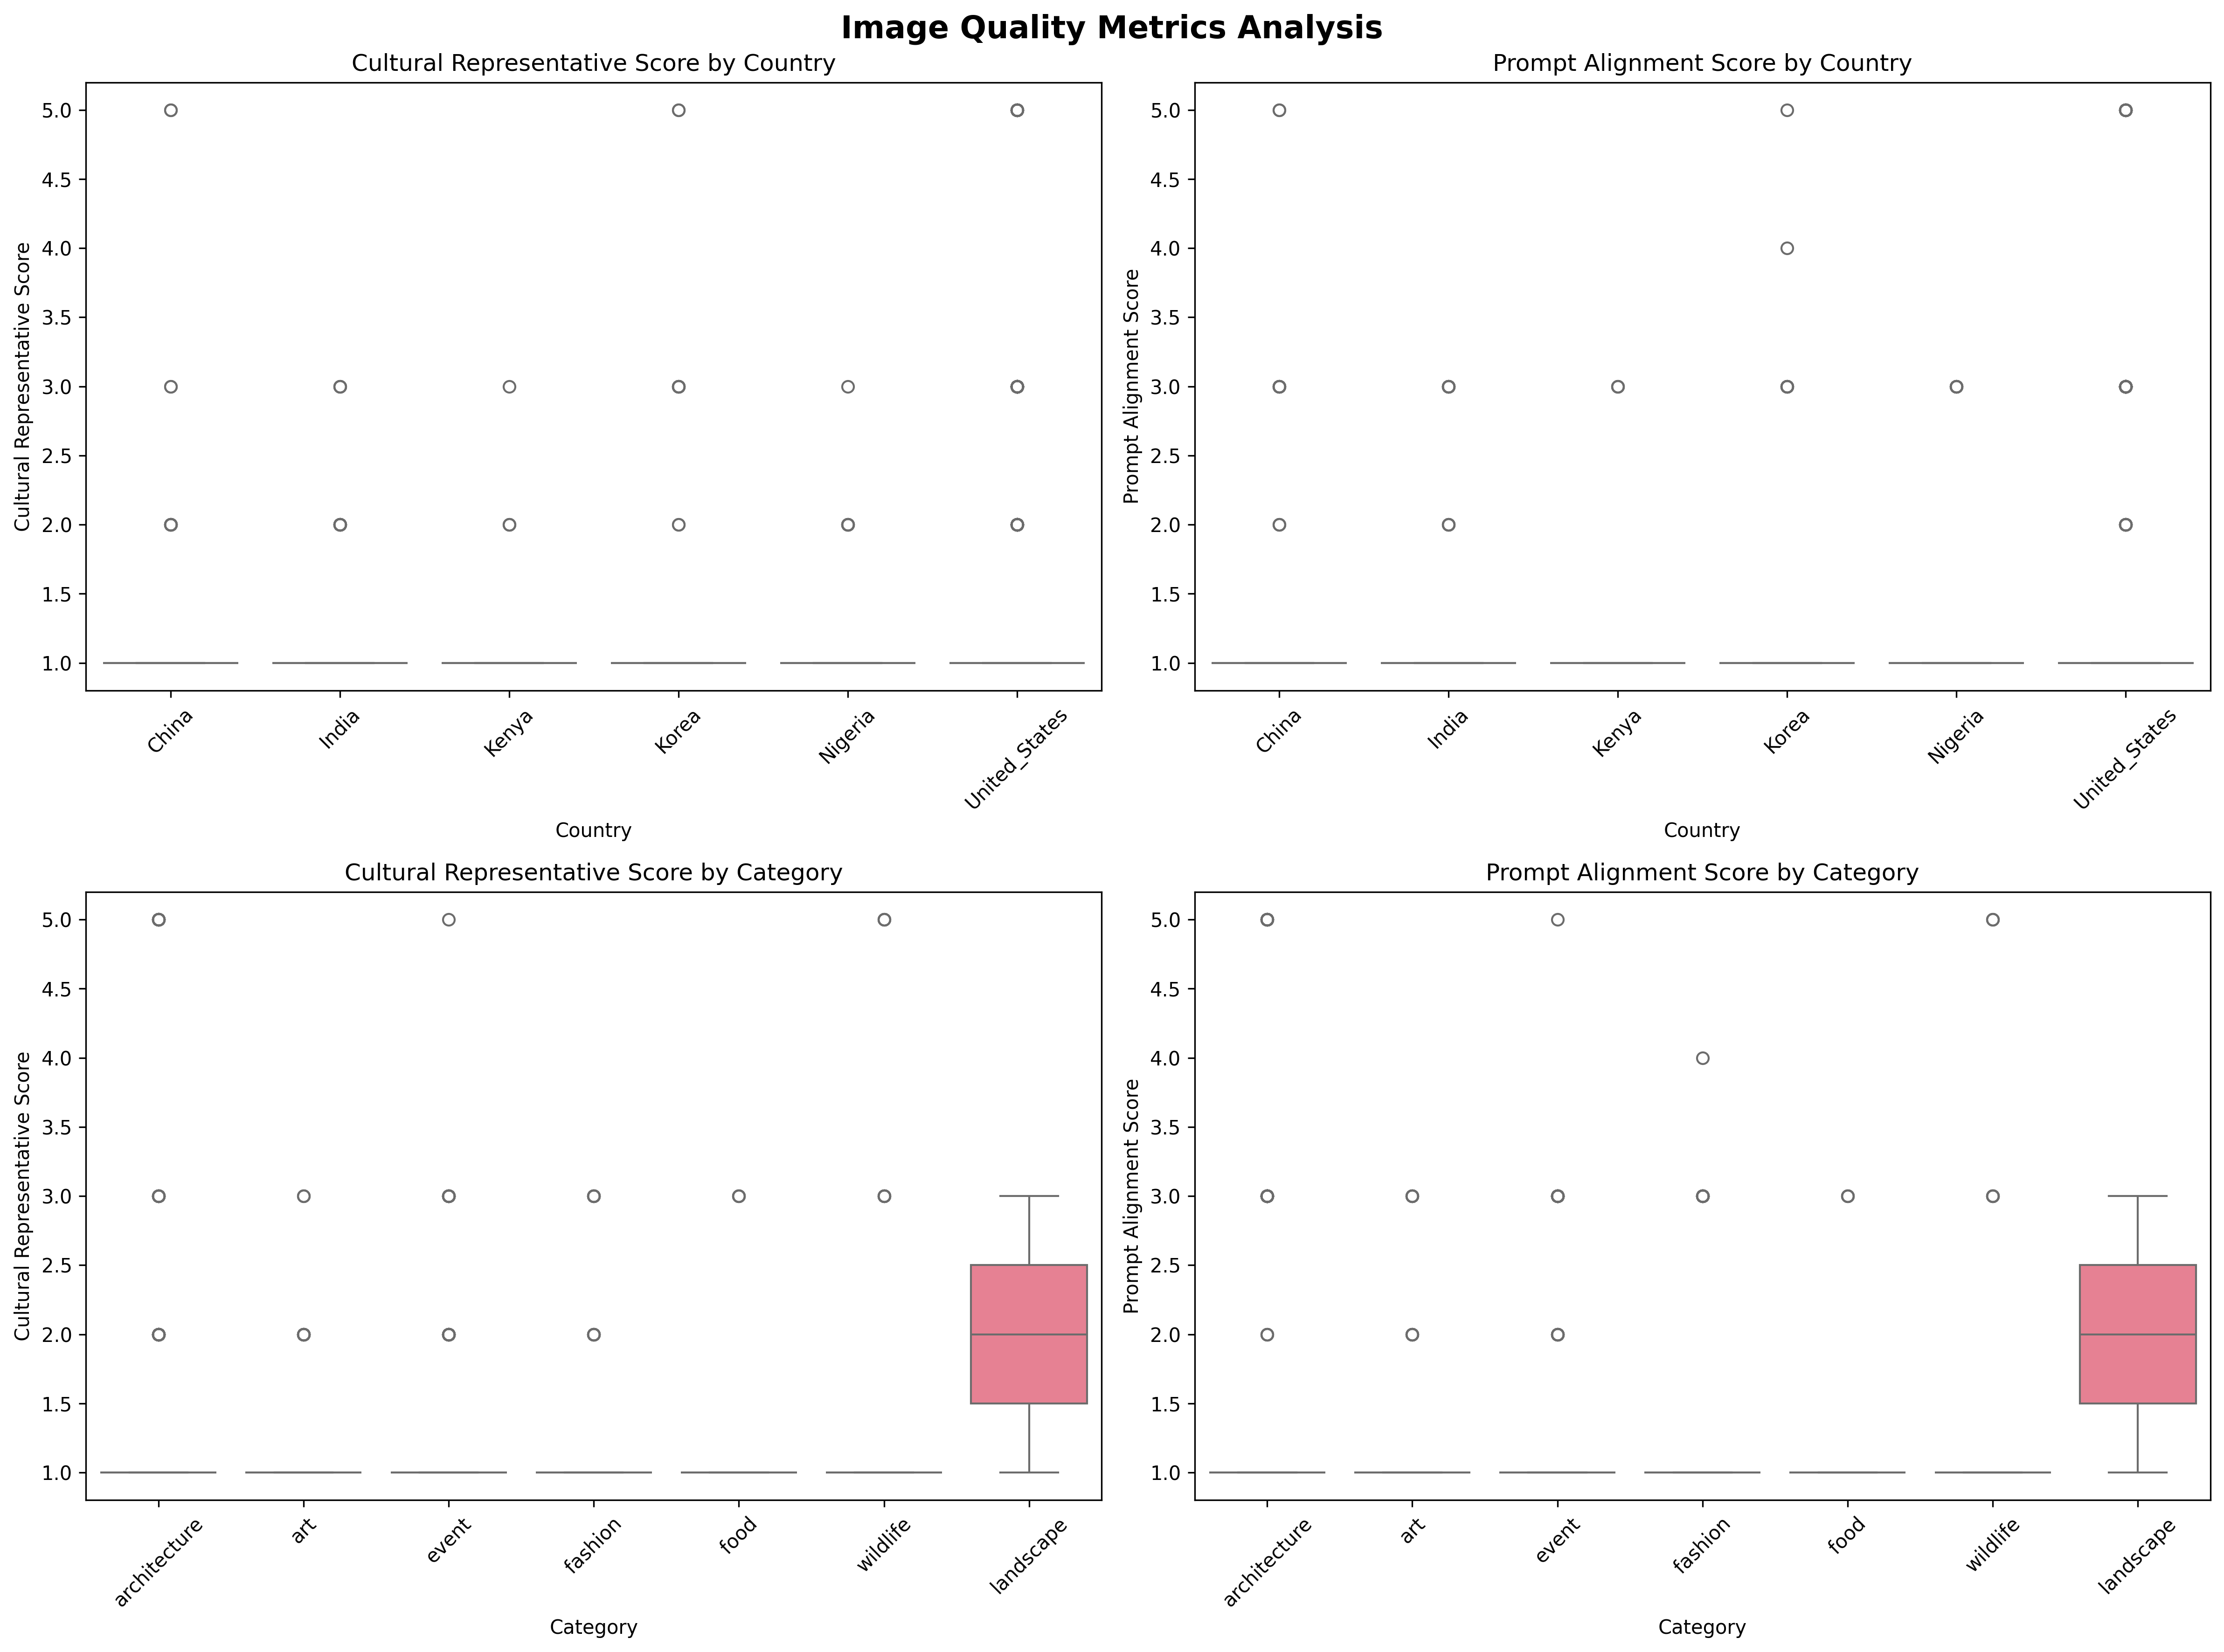 Image Quality Metrics Analysis
Cultural Representative Score by Country
Cultural Representative Score
5.0
4.5
4.0
3.5
3.0
2.5
2.0
1.5
1.0
China
India
Kenya
Korea
Nigeria
United_States
Country
Prompt Alignment Score by Country
Prompt Alignment Score
5.0
4.5
4.0
3.5
3.0
2.5
2.0
1.5
1.0
China
India
Kenya
Korea
Nigeria
United_States
Country
Cultural Representative Score by Category
Cultural Representative Score
5.0
4.5
4.0
3.5
3.0
2.5
2.0
1.5
1.0
architecture
art
event
fashion
food
wildlife
landscape
Category
Prompt Alignment Score by Category
Prompt Alignment Score
5.0
4.5
4.0
3.5
3.0
2.5
2.0
1.5
1.0
architecture
art
event
fashion
food
wildlife
landscape
Category